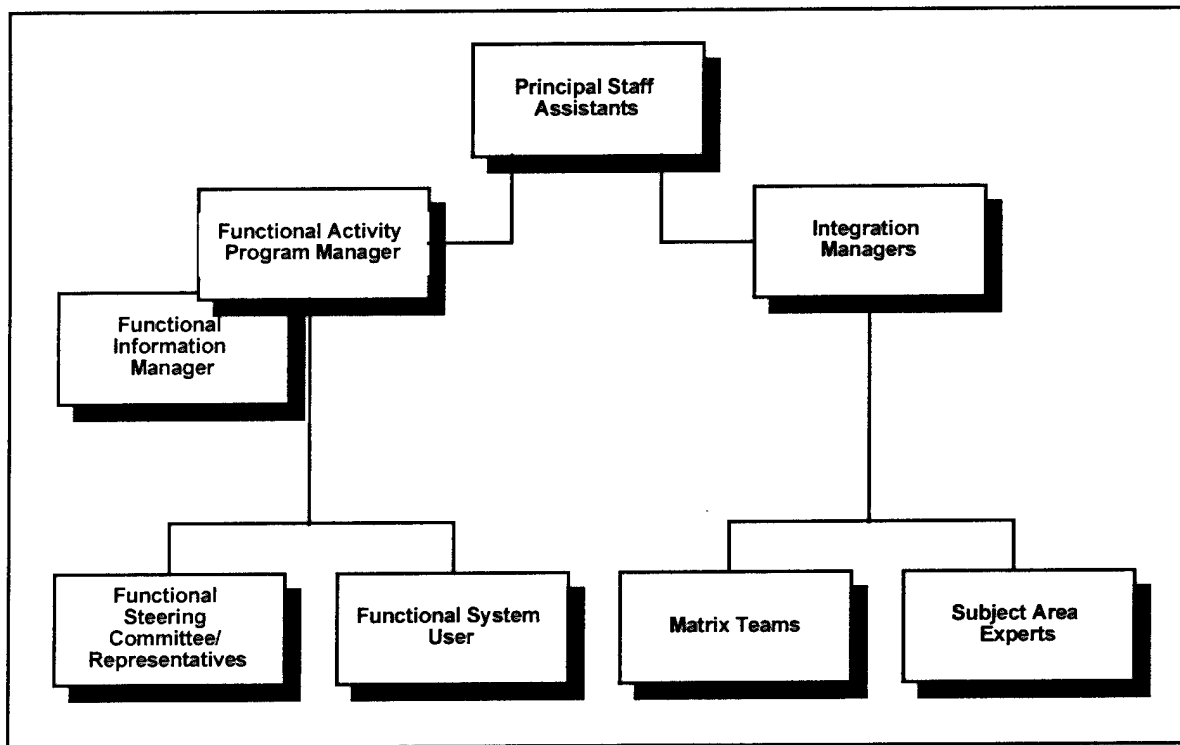 Principal Staff
Assistants
Functional Activity
Program Manager
Integration
Managers
Functional
Information
Manager
Functional
Steering
Committee/
Representatives
Functional System
User
Matrix Teams
Subject Area
Experts